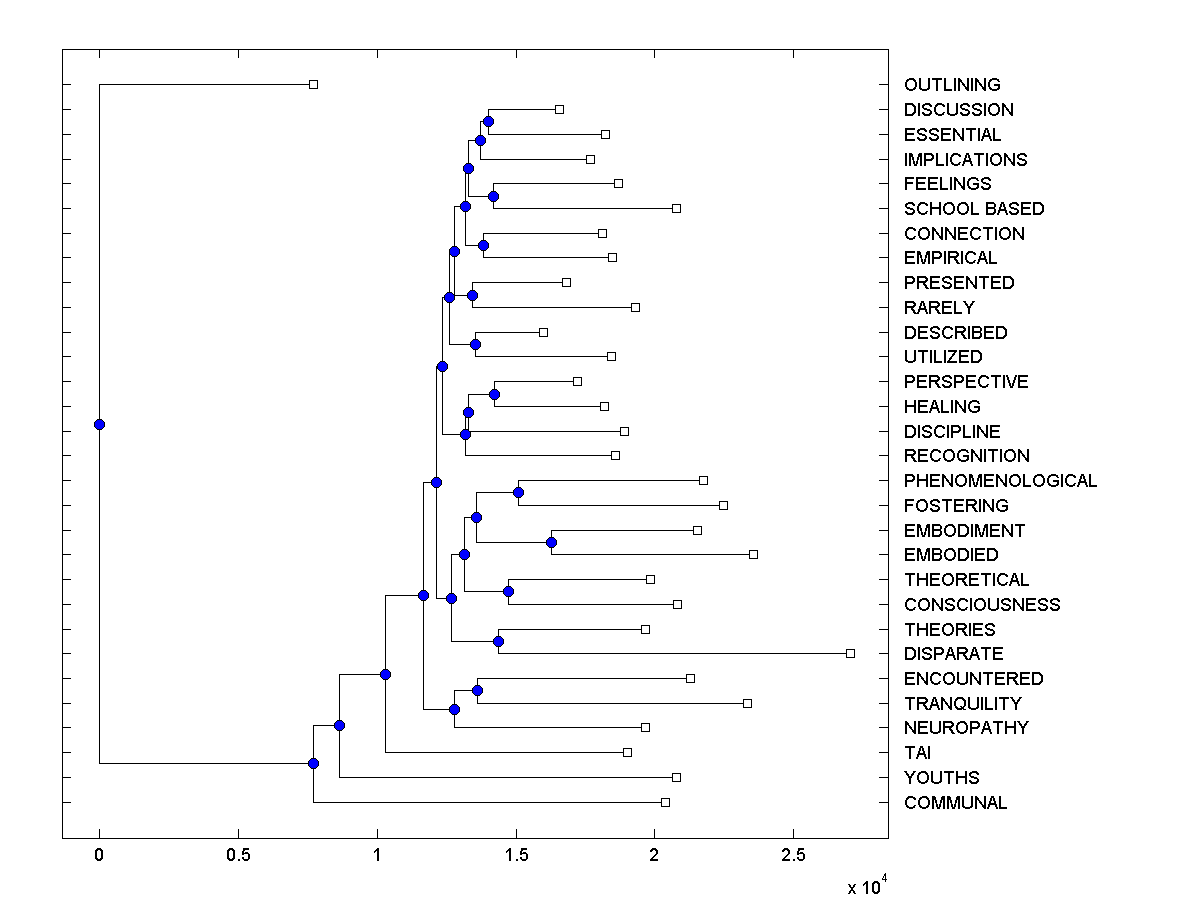 OUTLINING
DISCUSSION
ESSENTIAL
IMPLICATIONS
FEELINGS
SCHOOL BASED
CONNECTION
EMPIRICAL
PRESENTED
RARELY
DESCRIBED
UTILIZED
PERSPECTIVE
HEALING
DISCIPLINE
RECOGNITION
PHENOMENOLOGICAL
FOSTERING
EMBODIMENT
EMBODIED
THEORETICAL
CONSCIOUSNESS
THEORIES
DISPARATE
ENCOUNTERED
TRANQUILITY
NEUROPATHY
TAI
YOUTHS
COMMUNAL
0 0.5 1 1.5 2 2.5
x 10^4